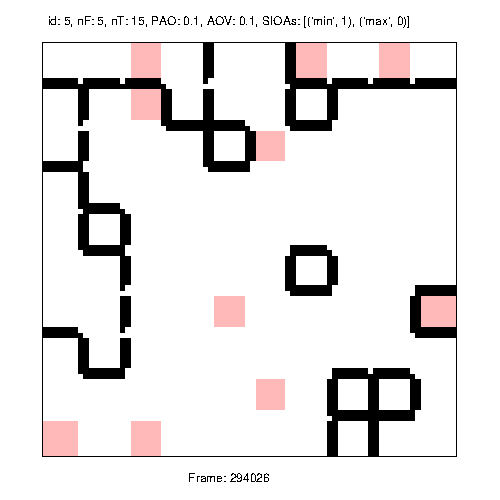 id: 5, nF: 5, nT: 15, PAO: 0.1, AOV: 0.1, SIOAs: [('min', 1), ('max', 0)]
Frame: 294026